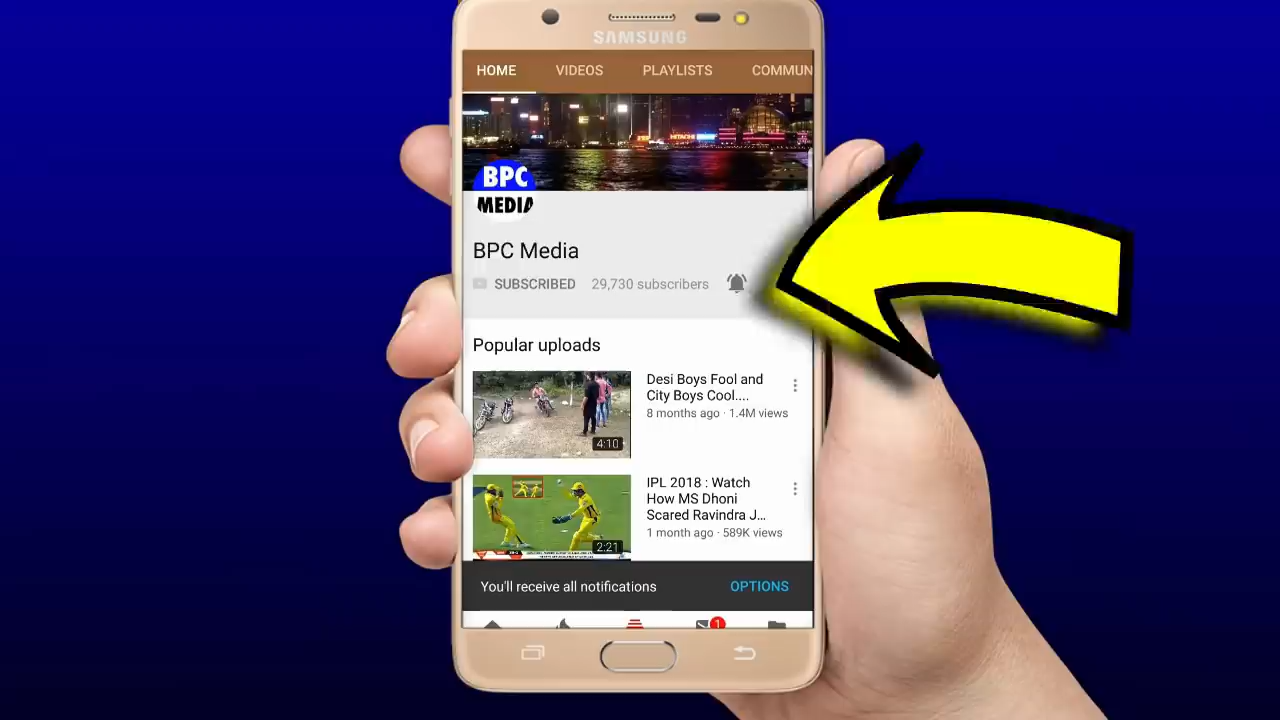 SAMSUNG
HOME VIDEOS PLAYLISTS COMMUN
HITACHI
BPC
MEDIA
BPC Media
SUBSCRIBED 29,730 subscribers
Popular uploads
Desi Boys Fool and
City Boys Cool....
8 months ago · 1.4M views
4:10
IPL 2018 : Watch
How MS Dhoni
Scared Ravindra J...
1 month ago · 589K views
2:21
You'll receive all notifications OPTIONS
1